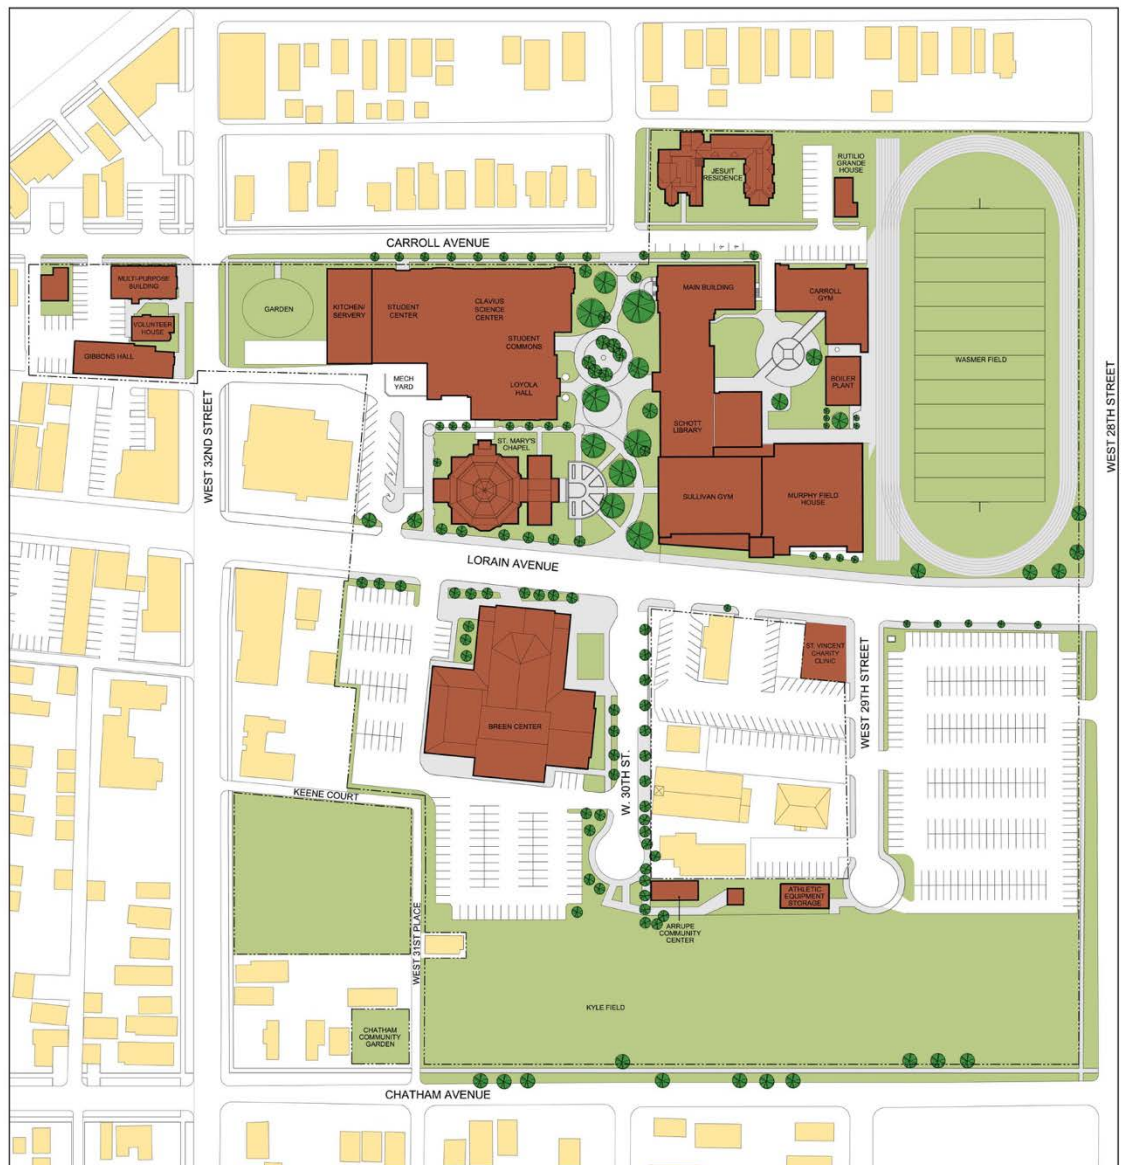 JESUIT
RESIDENCE
RUTILIO
GRANDE
HOUSE
CARROLL AVENUE
MULTI-PURPOSE
BUILDING
VOLUNTEER
HOUSE
GIBBONS HALL
GARDEN
KITCHEN/
SERVERY
STUDENT
CENTER
CLAVIUS
SCIENCE
CENTER
STUDENT
COMMONS
LOYOLA
HALL
MECH
YARD
MAIN BUILDING
CARROLL
GYM
BOILER
PLANT
WASMER FIELD
WEST 28TH STREET
WEST 32ND STREET
SCHOTT
LIBRARY
ST. MARY'S
CHAPEL
SULLIVAN GYM
MURPHY FIELD
HOUSE
LORAIN AVENUE
ST. VINCENT
CHARITY
CLINIC
WEST 29TH STREET
BREEN CENTER
W. 30TH ST.
KEENE COURT
WEST 31ST PLACE
ATHLETIC
EQUIPMENT
STORAGE
ARRUPE
COMMUNITY
CENTER
KYLE FIELD
CHATHAM
COMMUNITY
GARDEN
CHATHAM AVENUE